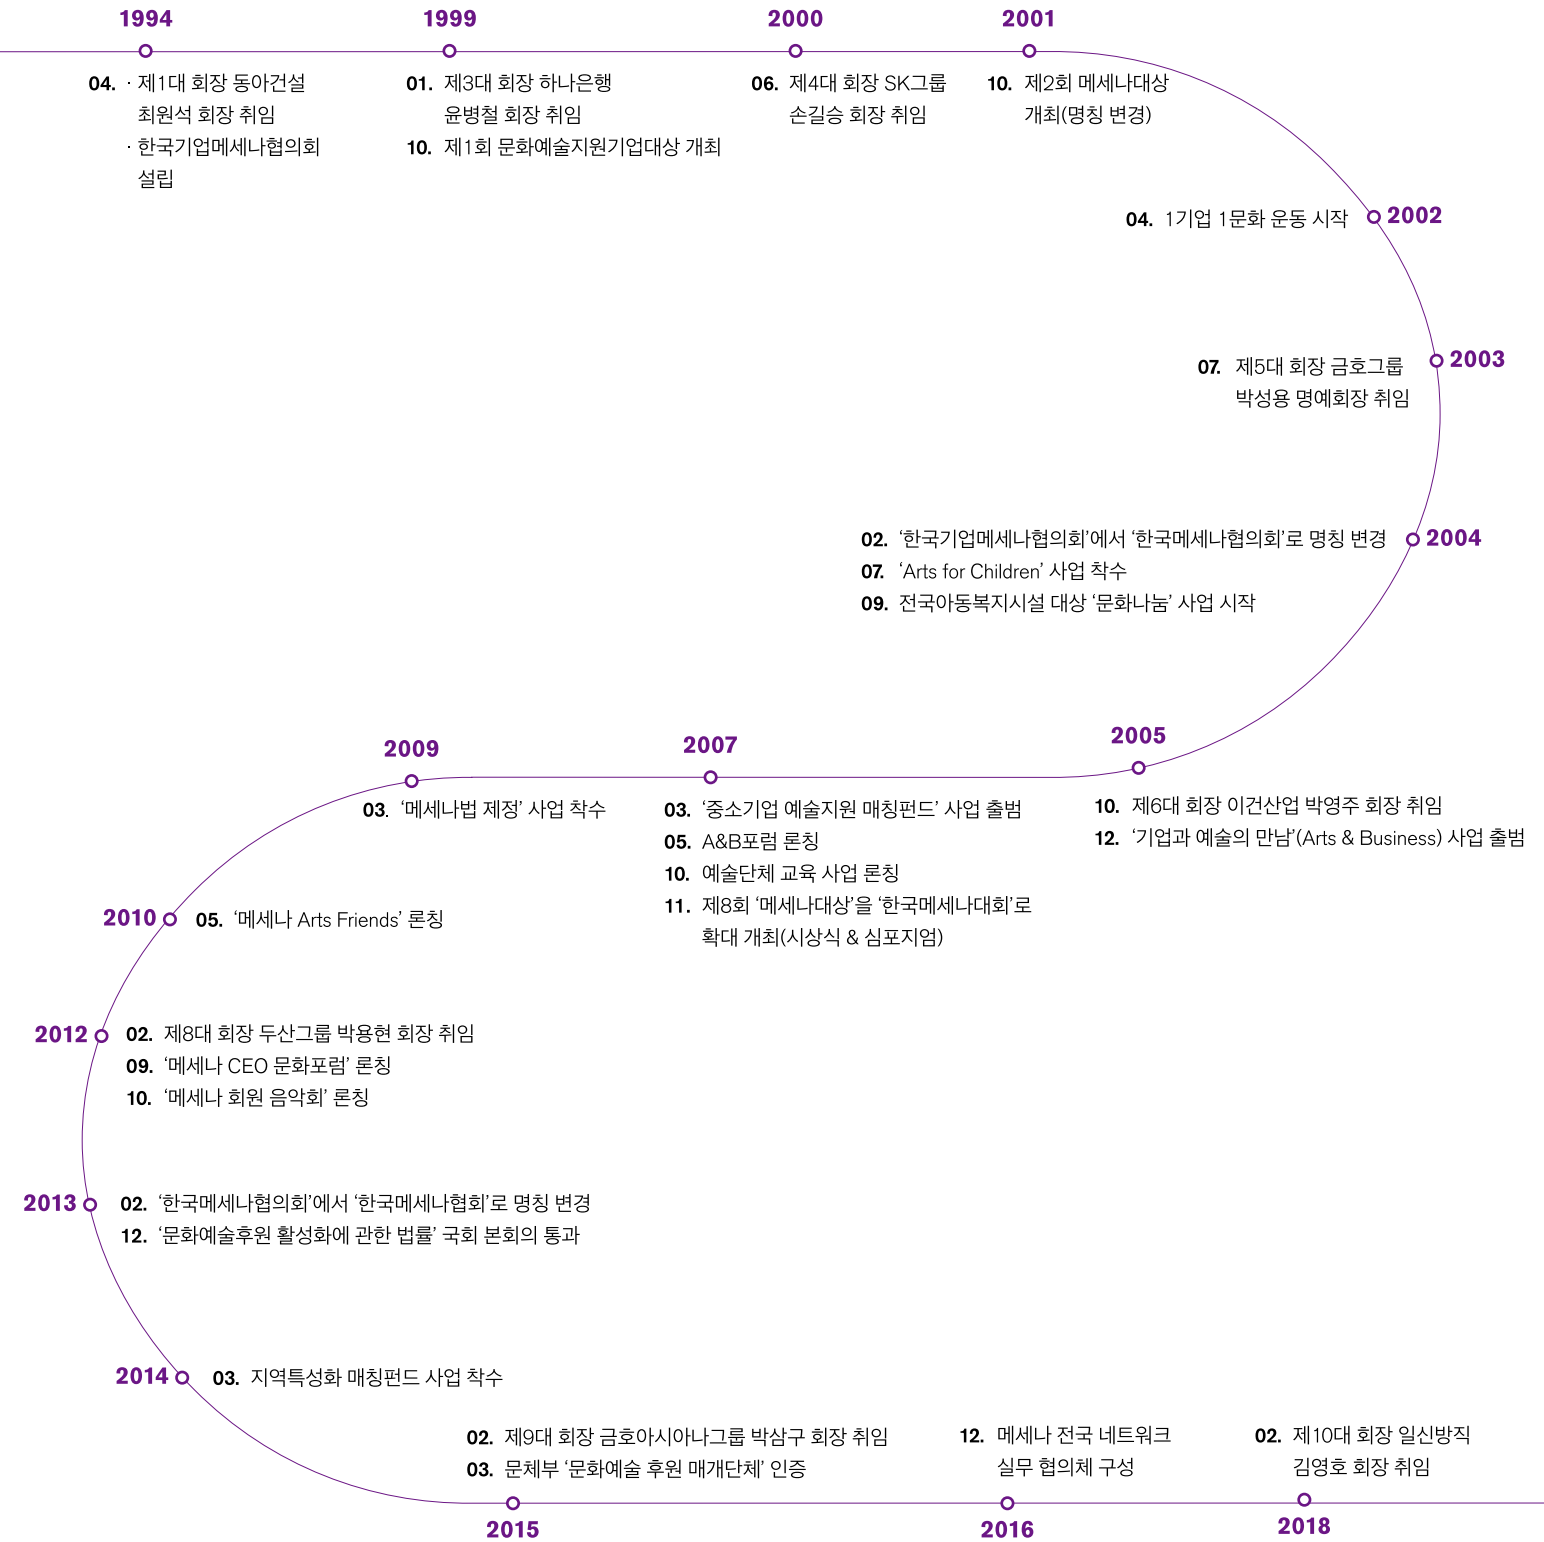 1994
04. · 제1대 회장 동아건설
최원석 회장 취임
· 한국기업메세나협의회
설립
1999
01. 제3대 회장 하나은행
윤병철 회장 취임
10. 제1회 문화예술지원기업대상 개최
2000
06. 제4대 회장 SK그룹
손길승 회장 취임
2001
10. 제2회 메세나대상
개최(명칭 변경)
2002
04. 1기업 1문화 운동 시작
2003
07. 제5대 회장 금호그룹
박성용 명예회장 취임
2004
02. ‘한국기업메세나협의회’에서 ‘한국메세나협의회’로 명칭 변경
07. ‘Arts for Children’ 사업 착수
09. 전국아동복지시설 대상 ‘문화나눔’ 사업 시작
2005
10. 제6대 회장 이건산업 박영주 회장 취임
12. ‘기업과 예술의 만남’(Arts & Business) 사업 출범
2007
03. ‘중소기업 예술지원 매칭펀드’ 사업 출범
05. A&B포럼 론칭
10. 예술단체 교육 사업 론칭
11. 제8회 ‘메세나대상’을 ‘한국메세나대회’로
확대 개최(시상식 & 심포지엄)
2009
03. ‘메세나법 제정’ 사업 착수
2010
05. ‘메세나 Arts Friends’ 론칭
2012
02. 제8대 회장 두산그룹 박용현 회장 취임
09. ‘메세나 CEO 문화포럼’ 론칭
10. ‘메세나 회원 음악회’ 론칭
2013
02. ‘한국메세나협의회’에서 ‘한국메세나협회’로 명칭 변경
12. ‘문화예술후원 활성화에 관한 법률’ 국회 본회의 통과
2014
03. 지역특성화 매칭펀드 사업 착수
02. 제9대 회장 금호아시아나그룹 박삼구 회장 취임
03. 문체부 ‘문화예술 후원 매개단체’ 인증
2015
12. 메세나 전국 네트워크
실무 협의체 구성
2016
02. 제10대 회장 일신방직
김영호 회장 취임
2018